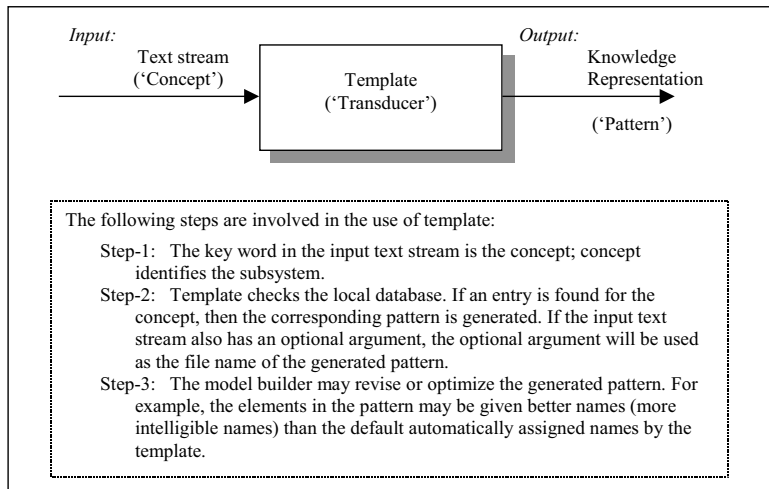 Input:
Output:
Text stream
(‘Concept’)
Template
(‘Transducer’)
Knowledge
Representation
(‘Pattern’)
The following steps are involved in the use of template:
Step-1: The key word in the input text stream is the concept; concept
identifies the subsystem.
Step-2: Template checks the local database. If an entry is found for the
concept, then the corresponding pattern is generated. If the input text
stream also has an optional argument, the optional argument will be used
as the file name of the generated pattern.
Step-3: The model builder may revise or optimize the generated pattern. For
example, the elements in the pattern may be given better names (more
intelligible names) than the default automatically assigned names by the
template.